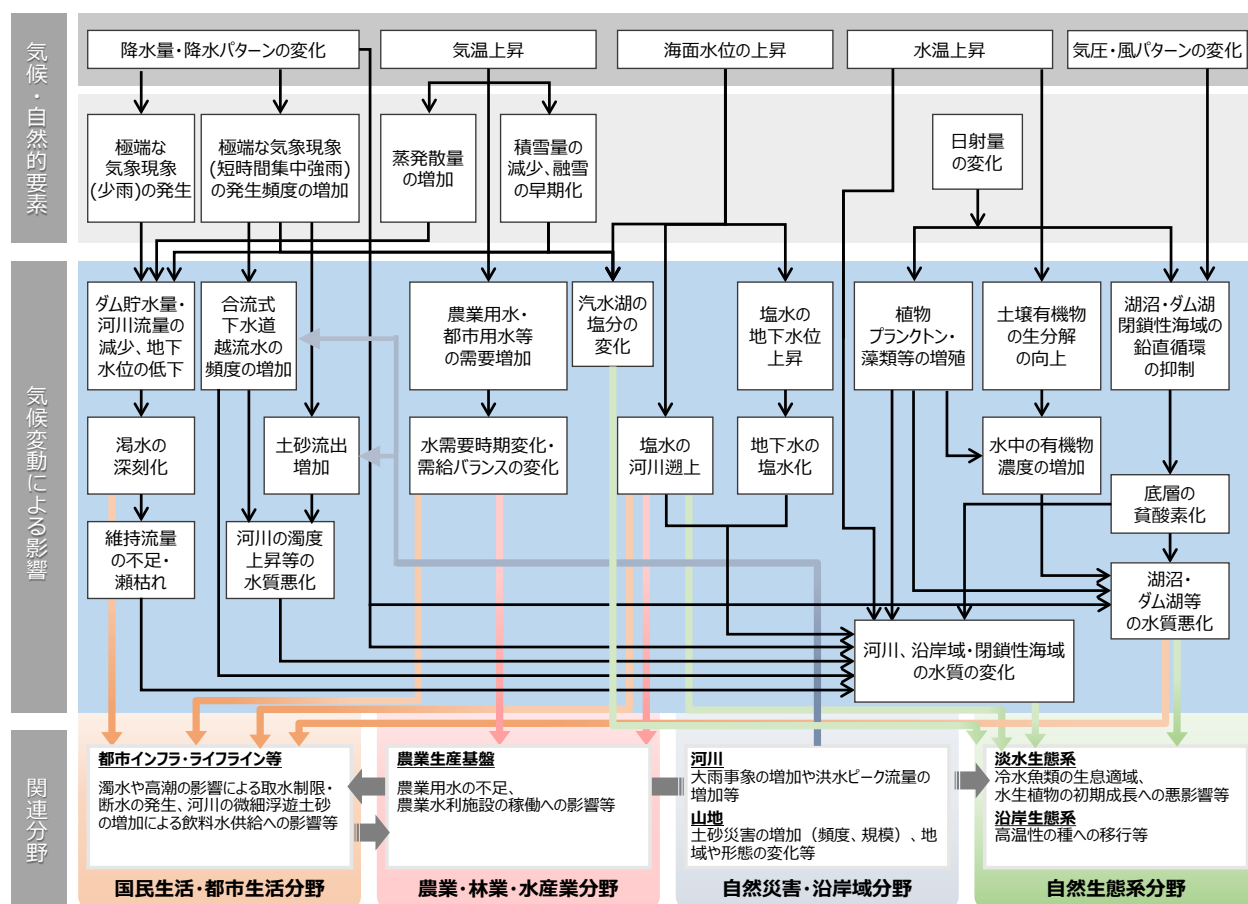 気候・自然的要素
降水量・降水パターンの変化
気温上昇
海面水位の上昇
水温上昇
気圧・風パターンの変化
極端な
気象現象
(少雨)の発生
極端な気象現象
(短時間集中強雨)
の発生頻度の増加
蒸発散量
の増加
積雪量の
減少、融雪
の早期化
日射量
の変化
気候変動による影響
ダム貯水量・
河川流量の
減少、地下
水位の低下
合流式
下水道
越流水の
頻度の増加
農業用水・
都市用水等
の需要増加
汽水湖の
塩分の
変化
塩水の
地下水位
上昇
植物
プランクトン・
藻類等の増殖
土壌有機物
の生分解
の向上
湖沼・ダム湖
閉鎖性海域の
鉛直循環
の抑制
渇水の
深刻化
土砂流出
増加
水需要時期変化・
需給バランスの変化
塩水の
河川遡上
地下水の
塩水化
水中の有機物
濃度の増加
底層の
貧酸素化
維持流量
の不足・
瀬枯れ
河川の濁度
上昇等の
水質悪化
湖沼・
ダム湖等
の水質悪化
河川、沿岸域・閉鎖性海域
の水質の変化
関連分野
都市インフラ・ライフライン等
濁水や高潮の影響による取水制限・
断水の発生、河川の微細浮遊土砂
の増加による飲料水供給への影響等
国民生活・都市生活分野
農業生産基盤
農業用水の不足、
農業水利施設の稼働への影響等
農業・林業・水産業分野
河川
大雨事象の増加や洪水ピーク流量の
増加等
山地
土砂災害の増加（頻度、規模）、地
域や形態の変化等
自然災害・沿岸域分野
淡水生態系
冷水魚類の生息適域、
水生植物の初期成長への悪影響等
沿岸生態系
高温性の種への移行等
自然生態系分野